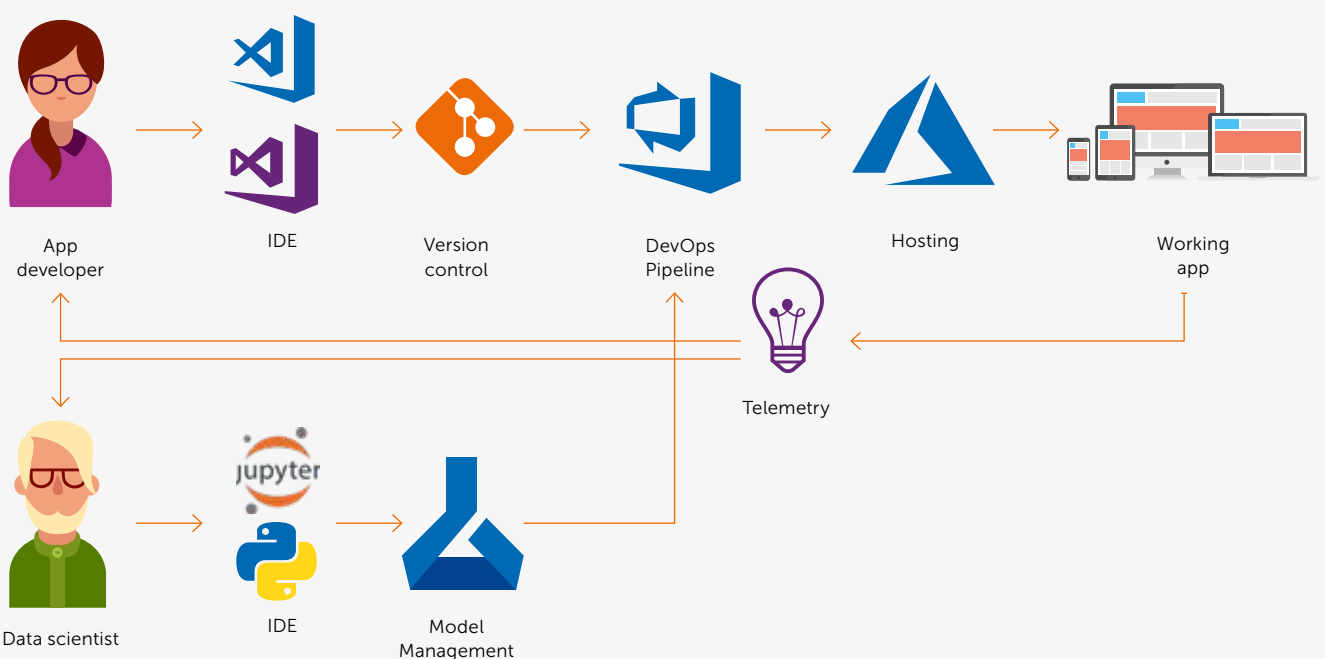 App
developer
IDE
Version
control
DevOps
Pipeline
Hosting
Working
app
Telemetry
jupyter
Data scientist
IDE
Model
Management